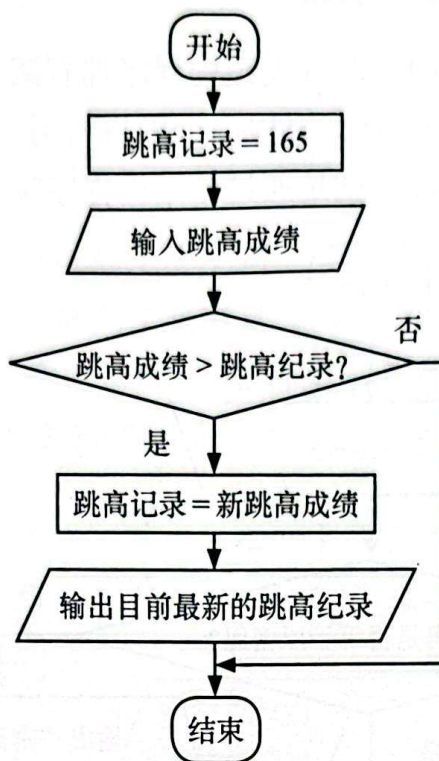 开始
跳高记录 = 165
输入跳高成绩
跳高成绩 > 跳高纪录?
否
是
跳高记录 = 新跳高成绩
输出目前最新的跳高纪录
结束